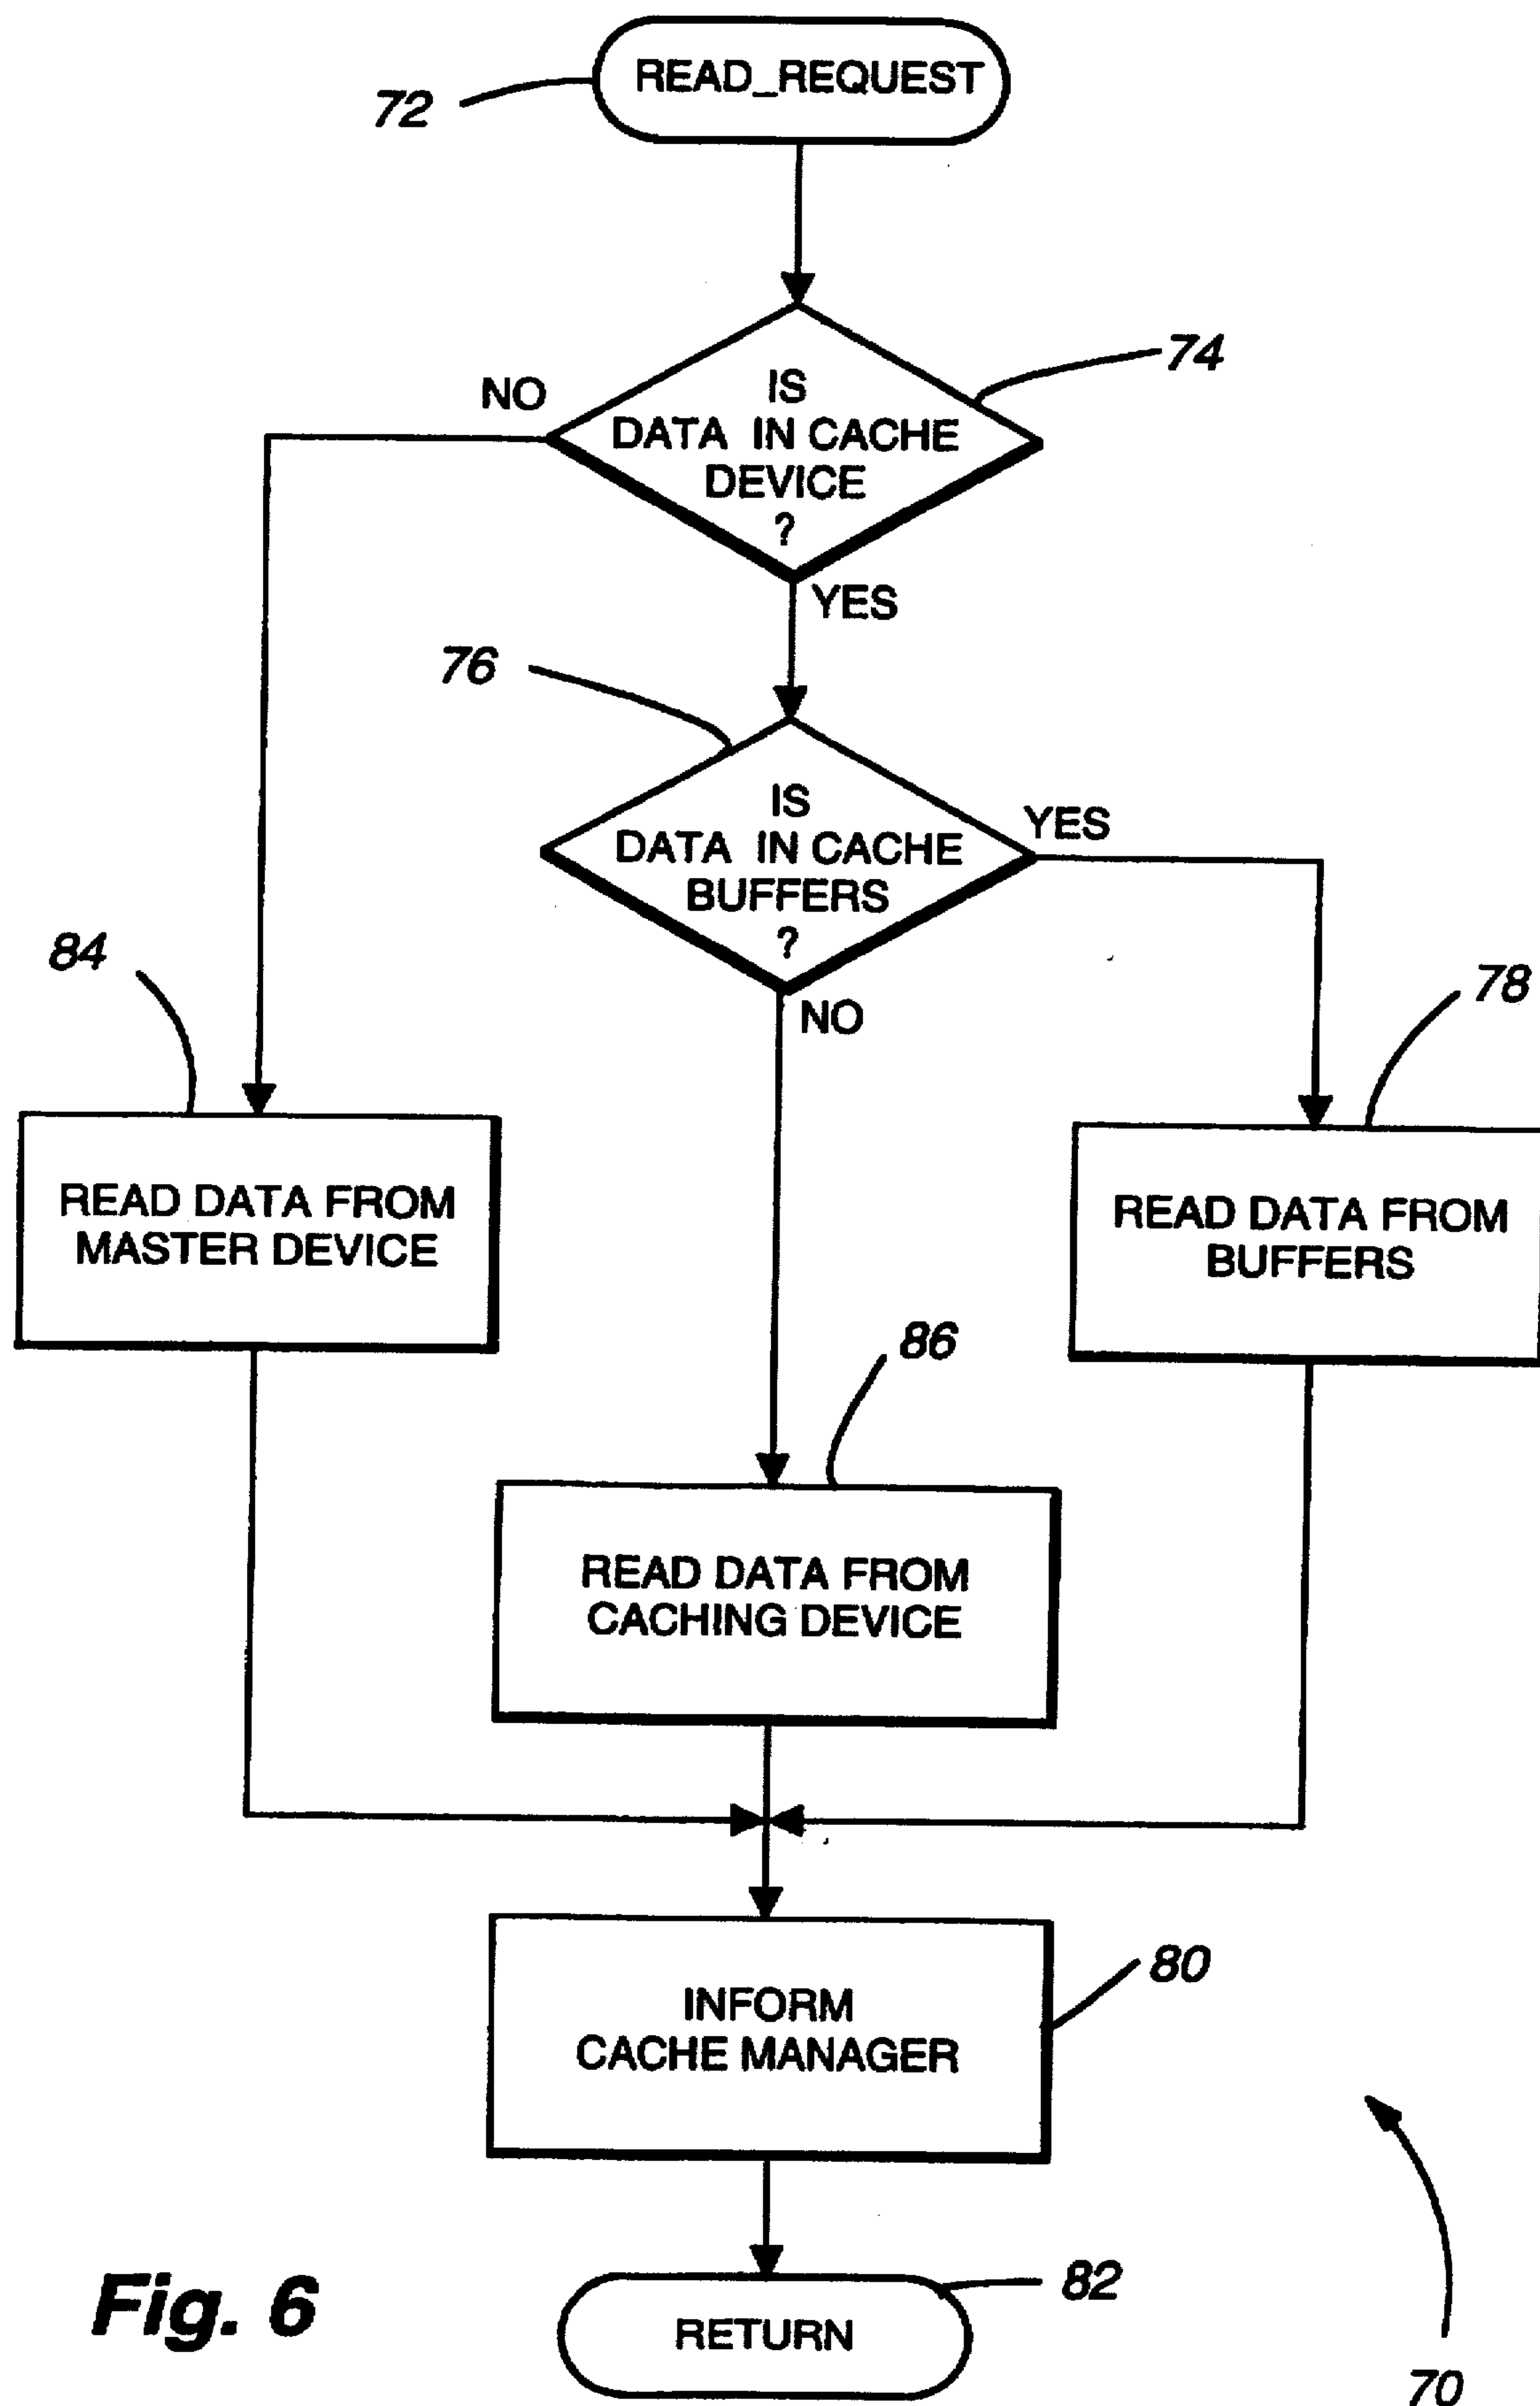 READ_REQUEST
72
74
NO
IS
DATA IN CACHE
DEVICE
?
YES
76
IS
DATA IN CACHE
BUFFERS
?
YES
NO
84
78
READ DATA FROM
MASTER DEVICE
READ DATA FROM
BUFFERS
86
READ DATA FROM
CACHING DEVICE
80
INFORM
CACHE MANAGER
82
RETURN
Fig. 6
70